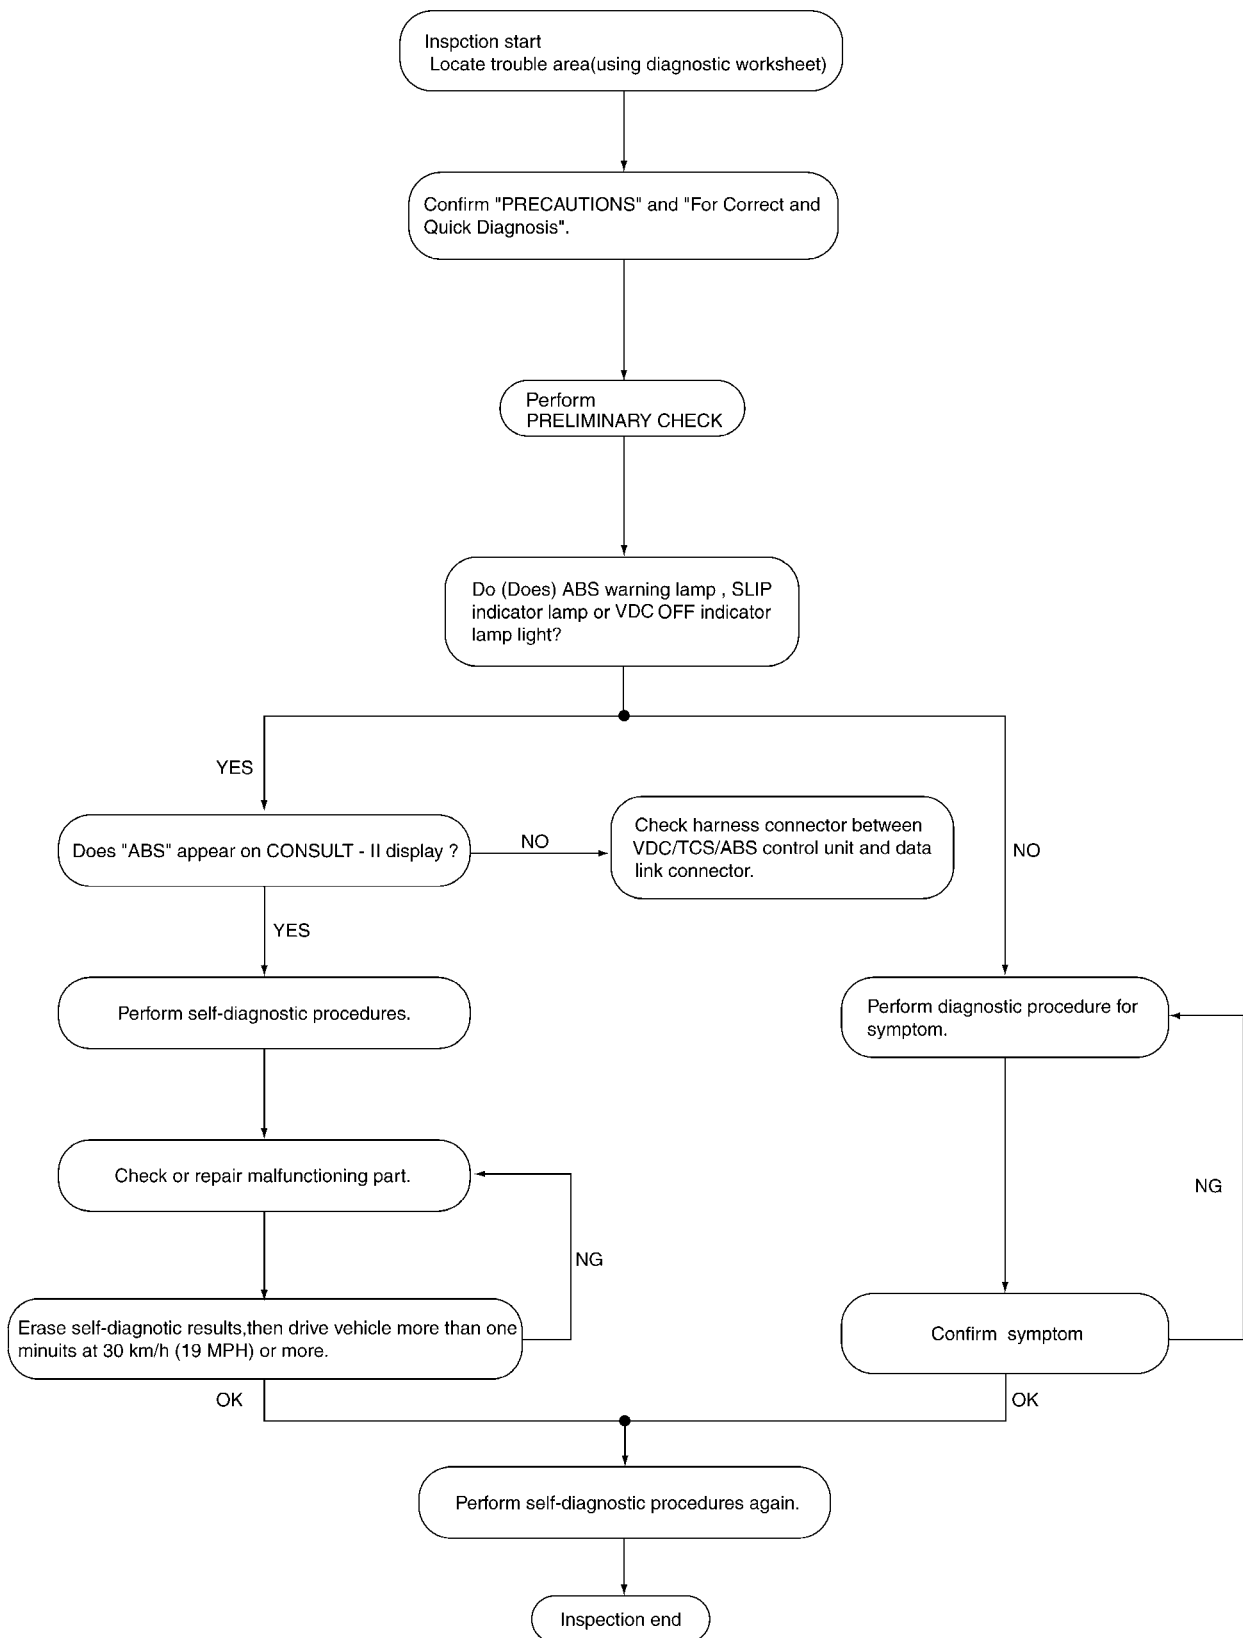 Inspction start
Locate trouble area(using diagnostic worksheet)
Confirm "PRECAUTIONS" and "For Correct and
Quick Diagnosis".
Perform
PRELIMINARY CHECK
Do (Does) ABS warning lamp , SLIP
indicator lamp or VDC OFF indicator
lamp light?
YES
NO
Does "ABS" appear on CONSULT - II display ?
NO
Check harness connector between
VDC/TCS/ABS control unit and data
link connector.
YES
Perform self-diagnostic procedures.
Perform diagnostic procedure for
symptom.
Check or repair malfunctioning part.
NG
NG
Erase self-diagnotic results,then drive vehicle more than one
minuits at 30 km/h (19 MPH) or more.
Confirm symptom
OK
OK
Perform self-diagnostic procedures again.
Inspection end